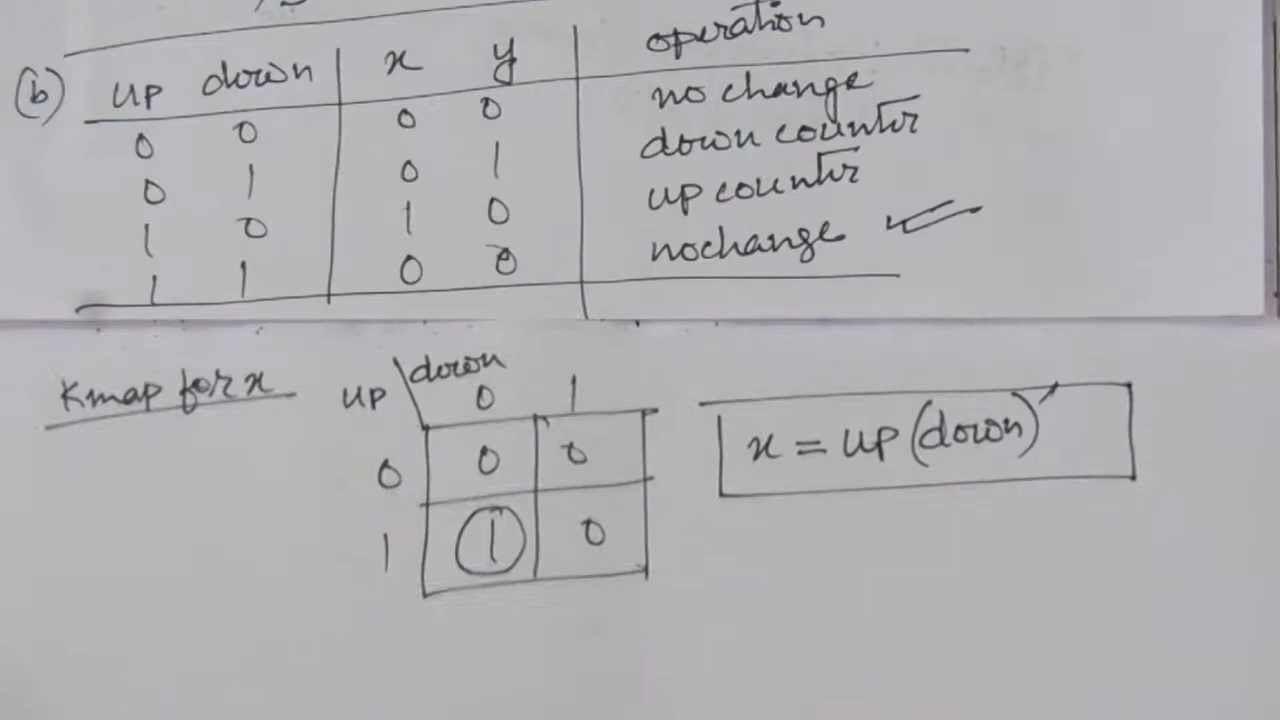 (b) up down x y operation
0 0 0 0 no change
0 1 0 1 down counter
1 0 1 0 up counter
1 1 0 0 nochange
Kmap for x
up \ down
0 1
0 0 0
1 1 0
x = up (down)'